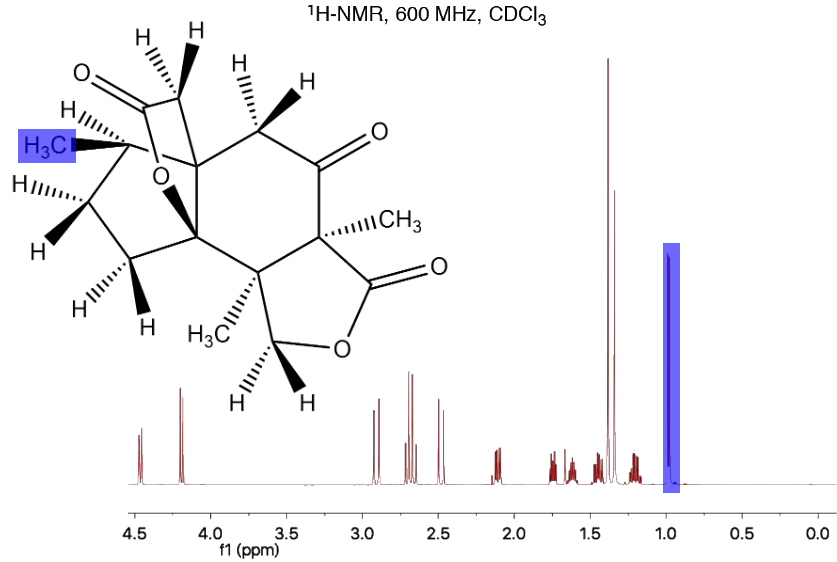 ¹H-NMR, 600 MHz, CDCl₃
H
H
O
H
H
H
O
H₃C
O
H
CH₃
H
O
H
H₃C
H
O
H
H
4.5
4.0
3.5
3.0
2.5
2.0
1.5
1.0
0.5
0.0
f1 (ppm)